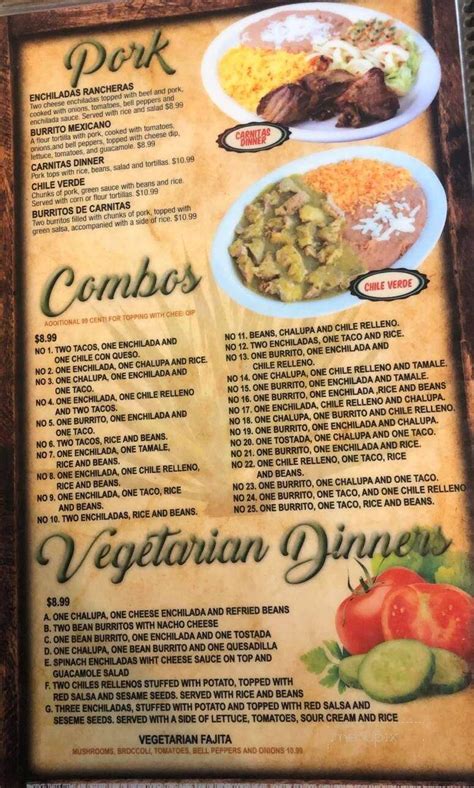 Pork
ENCHILADAS RANCHERAS
Two cheese enchiladas topped with beef and pork,
cooked with onions, tomatoes, bell peppers and
enchilada sauce. Served with rice and salad $8.99
BURRITO MEXICANO
A flour tortilla with pork, cooked with tomatoes,
onions,and bell peppers, topped with cheese dip,
lettuce, tomatoes, and guacamole. $8.99
CARNITAS DINNER
Pork tops with rice, beans, salad and tortillas. $10.99
CHILE VERDE
Chunks of pork, green sauce with beans and rice.
Served with corn or flour tortillas. $10.99
BURRITOS DE CARNITAS
Two burritos filled with chunks of pork, topped with
green salsa, accompanied with a side of rice. $10.99
CARNITAS
DINNER
CHILE VERDE
Combos
ADDITIONAL 99 CENT FOR TOPPING WITH CHEESE DIP
$8.99
NO 1. TWO TACOS, ONE ENCHILADA AND
ONE CHILE CON QUESO.
NO 2. ONE ENCHILADA, ONE CHALUPA AND RICE.
NO 3. ONE CHALUPA, ONE ENCHILADA AND
ONE TACO.
NO 4. ONE ENCHILADA, ONE CHILE RELLENO
AND TWO TACOS.
NO 5. ONE BURRITO, ONE ENCHILADA AND
ONE TACO.
NO 6. TWO TACOS, RICE AND BEANS.
NO 7. ONE ENCHILADA, ONE TAMALE,
RICE AND BEANS.
NO 8. ONE ENCHILADA, ONE CHILE RELLENO,
RICE AND BEANS.
NO 9. ONE ENCHILADA, ONE TACO, RICE
AND BEANS.
NO 10. TWO ENCHILADAS, RICE AND BEANS.
NO 11. BEANS, CHALUPA AND CHILE RELLENO.
NO 12. TWO ENCHILADAS, ONE TACO AND RICE.
NO 13. ONE BURRITO, ONE ENCHILADA AND
CHILE RELLENO.
NO 14. ONE CHALUPA, ONE CHILE RELLENO AND TAMALE.
NO 15. ONE BURRITO, ONE ENCHILADA AND TAMALE.
NO 16. ONE BURRITO, ONE ENCHILADA, RICE AND BEANS
NO 17. ONE ENCHILADA, CHILE RELLENO AND CHALUPA.
NO 18. ONE CHALUPA, ONE BURRITO AND CHILE RELLENO.
NO 19. ONE BURRITO, ONE ENCHILADA AND CHALUPA.
NO 20. ONE TOSTADA, ONE CHALUPA AND ONE TACO.
NO 21. ONE BURRITO, ONE ENCHILADA AND RICE.
NO 22. ONE CHILE RELLENO, ONE TACO, RICE
AND BEANS.
NO 23. ONE BURRITO, ONE CHALUPA AND ONE TACO.
NO 24. ONE BURRITO, ONE TACO, AND ONE CHILE RELLENO
NO 25. ONE BURRITO, ONE TACO, RICE AND BEANS.
Vegetarian Dinners
$8.99
A. ONE CHALUPA, ONE CHEESE ENCHILADA AND REFRIED BEANS
B. TWO BEAN BURRITOS WITH NACHO CHEESE
C. ONE BEAN BURRITO, ONE ENCHILADA AND ONE TOSTADA
D. ONE CHALUPA, ONE BEAN BURRITO AND ONE QUESADILLA
E. SPINACH ENCHILADAS WIHT CHEESE SAUCE ON TOP AND
GUACAMOLE SALAD
F. TWO CHILES RELLENOS STUFFED WITH POTATO, TOPPED WITH
RED SALSA AND SESAME SEEDS. SERVED WITH RICE AND BEANS
G. THREE ENCHILADAS, STUFFED WITH POTATO AND TOPPED WITH RED SALSA AND
SESEME SEEDS. SERVED WITH A SIDE OF LETTUCE, TOMATOES, SOUR CREAM AND RICE
VEGETARIAN FAJITA
MUSHROOMS, BROCCOLI, TOMATOES, BELL PEPPERS AND ONIONS 10.99